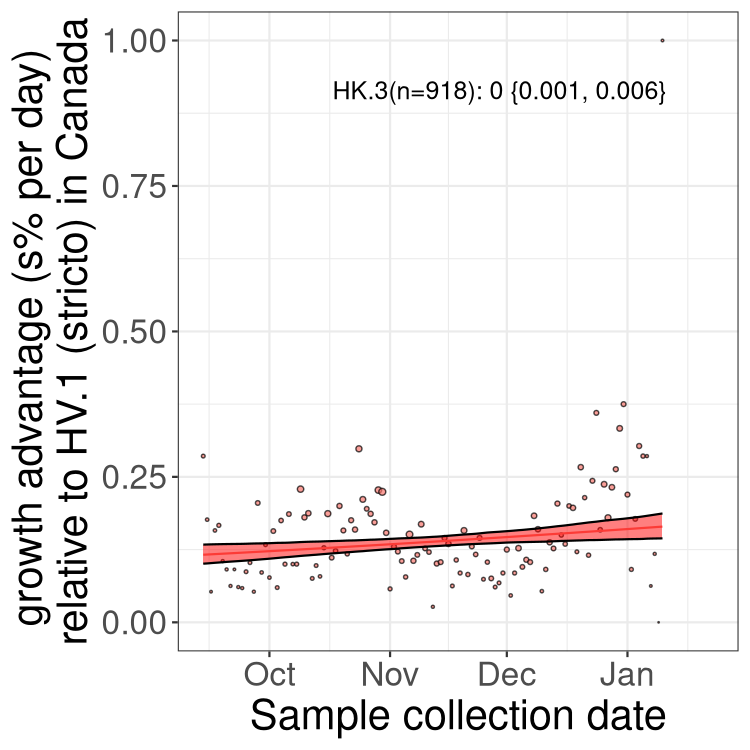 growth advantage (s% per day)
relative to HV.1 (stricto) in Canada
1.00
0.75
0.50
0.25
0.00
HK.3(n=918): 0 {0.001, 0.006}
Oct Nov Dec Jan
Sample collection date